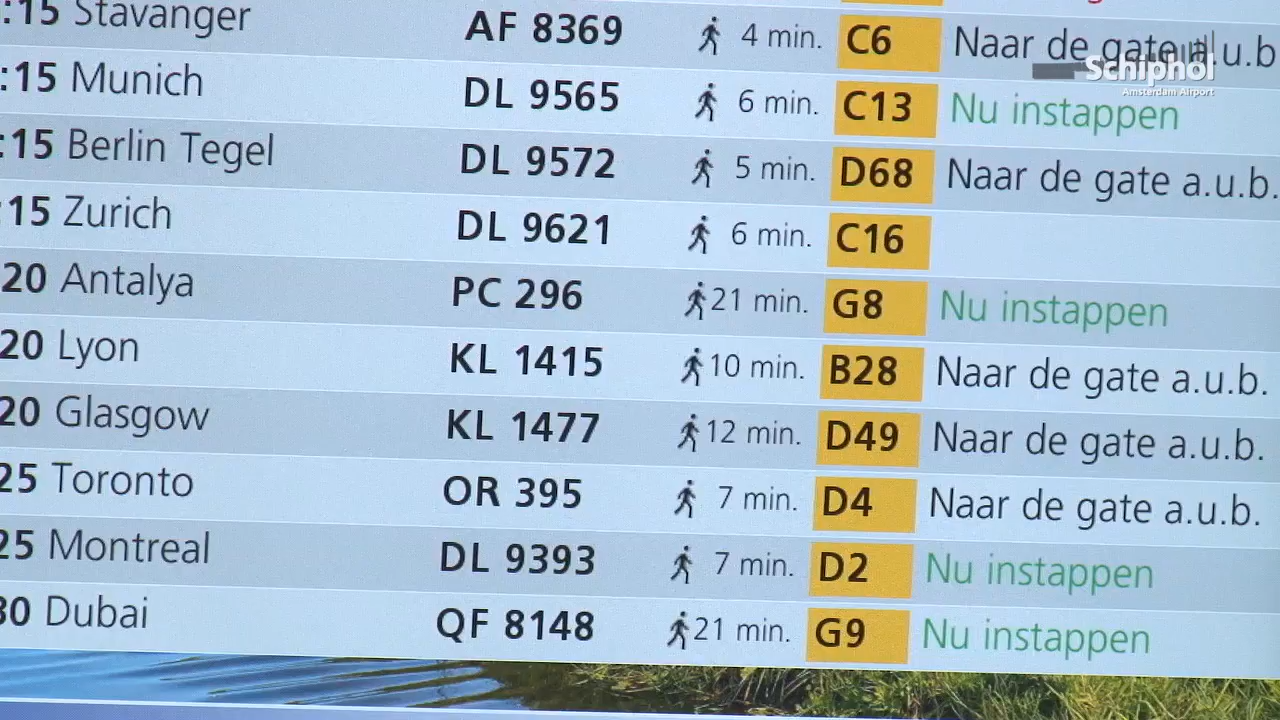 :15 Stavanger AF 8369 4 min. C6 Naar de gate a.u.b
:15 Munich DL 9565 6 min. C13 Nu instappen
:15 Berlin Tegel DL 9572 5 min. D68 Naar de gate a.u.b.
:15 Zurich DL 9621 6 min. C16
20 Antalya PC 296 21 min. G8 Nu instappen
20 Lyon KL 1415 10 min. B28 Naar de gate a.u.b.
20 Glasgow KL 1477 12 min. D49 Naar de gate a.u.b.
25 Toronto OR 395 7 min. D4 Naar de gate a.u.b.
25 Montreal DL 9393 7 min. D2 Nu instappen
30 Dubai QF 8148 21 min. G9 Nu instappen
Schiphol
Amsterdam Airport